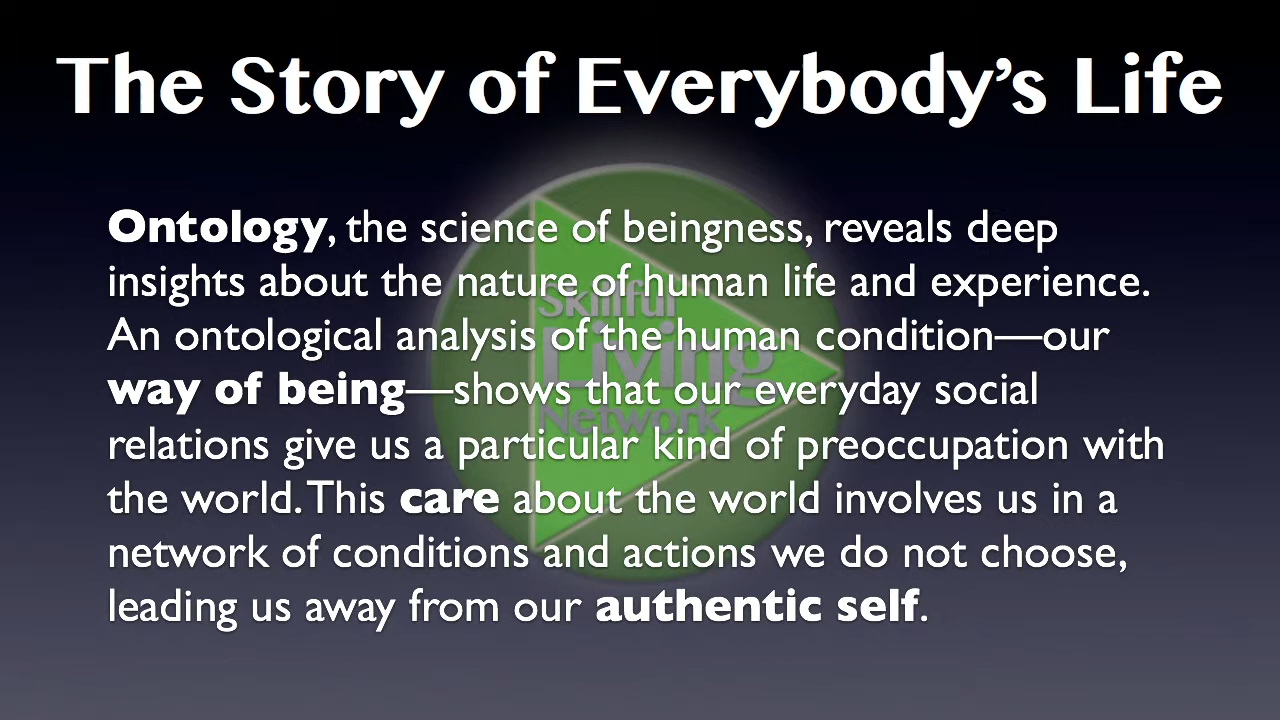 The Story of Everybody’s Life
Ontology, the science of beingness, reveals deep
insights about the nature of human life and experience.
An ontological analysis of the human condition—our
way of being—shows that our everyday social
relations give us a particular kind of preoccupation with
the world. This care about the world involves us in a
network of conditions and actions we do not choose,
leading us away from our authentic self.
Skillful
Living
Network